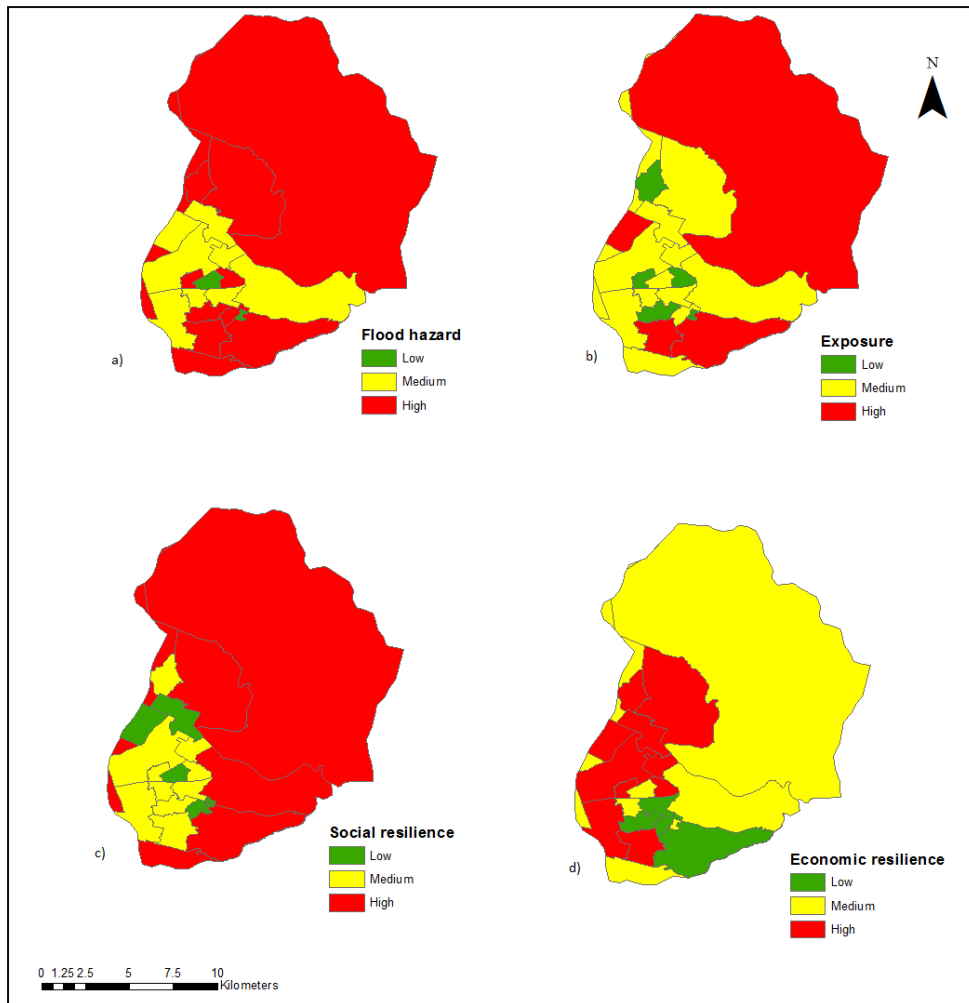 N
a)
Flood hazard
Low
Medium
High
b)
Exposure
Low
Medium
High
c)
Social resilience
Low
Medium
High
d)
Economic resilience
Low
Medium
High
0 1.25 2.5 5 7.5 10
Kilometers